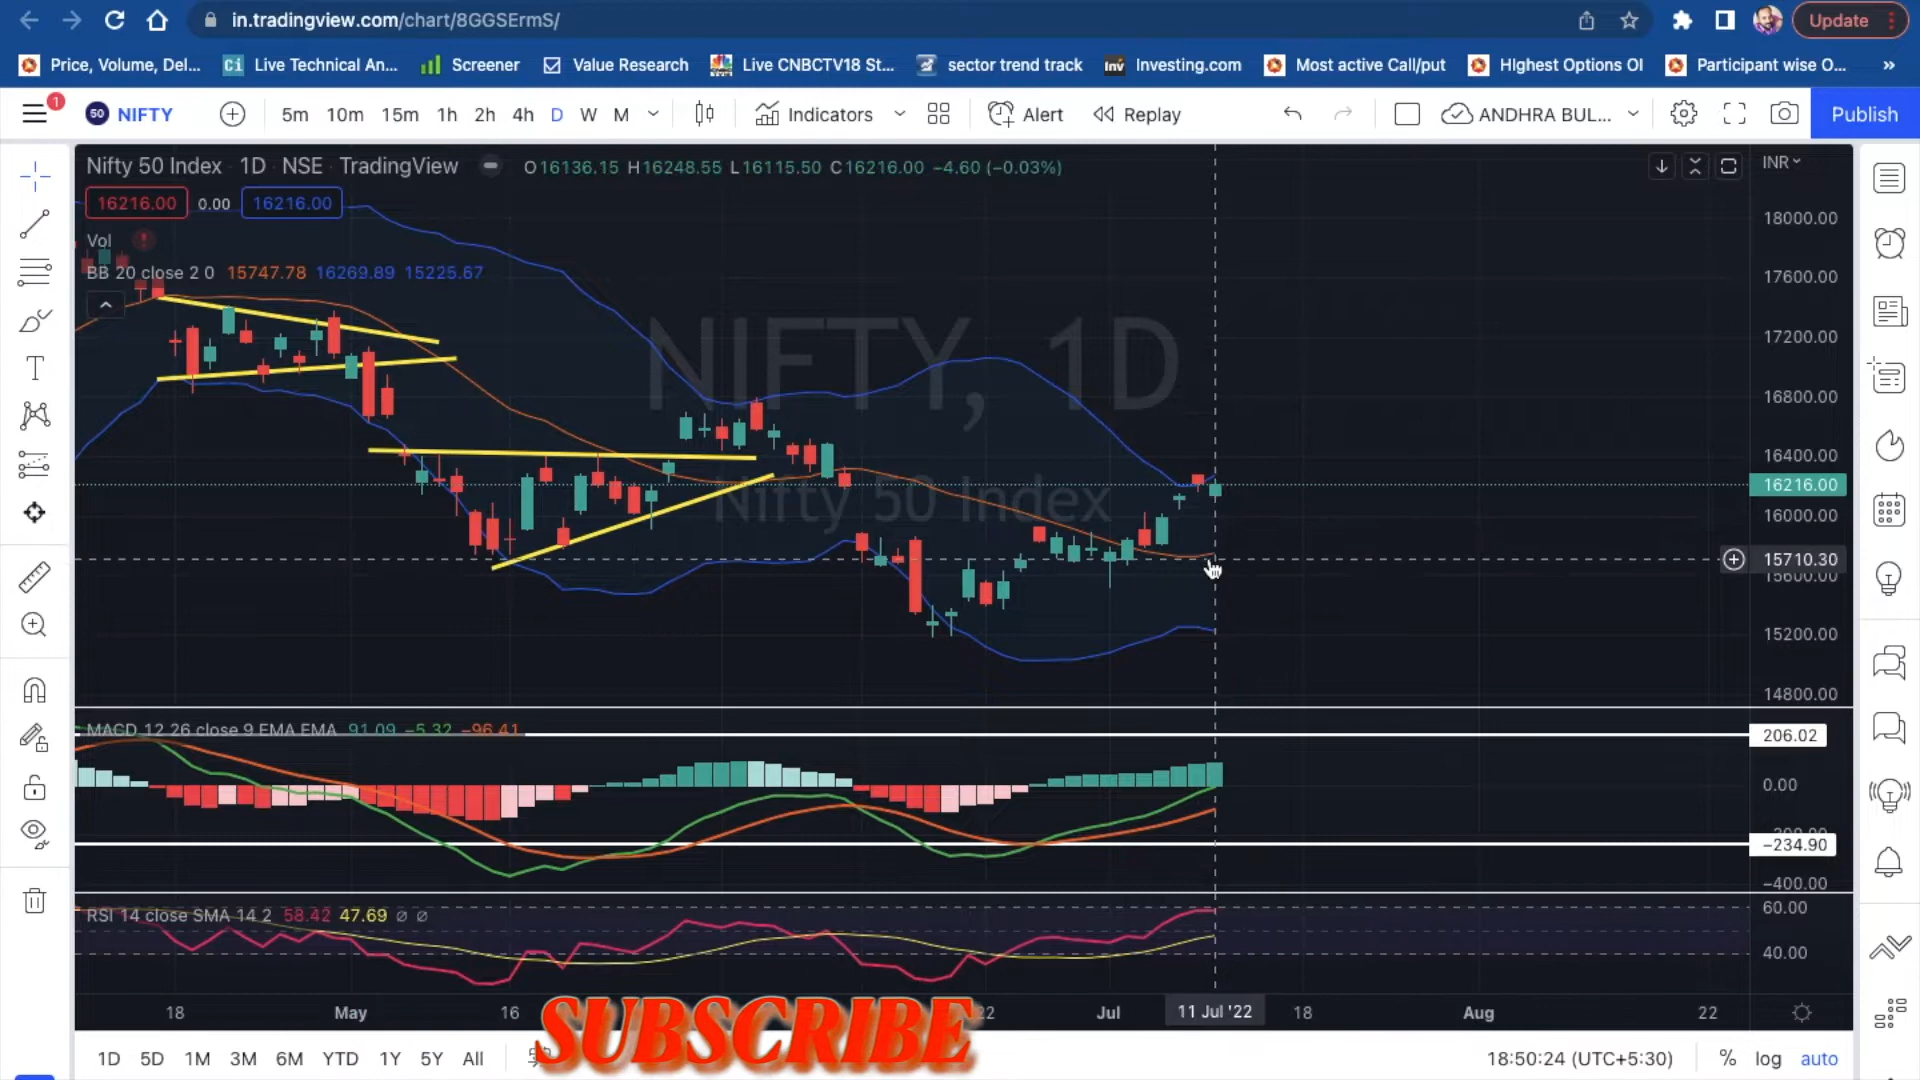 in.tradingview.com/chart/8GGSErmS/
Update
Price, Volume, Del...
Live Technical An...
Screener
Value Research
Live CNBCTV18 St...
sector trend track
Investing.com
Most active Call/put
HIghest Options OI
Participant wise O...
»
1
50 NIFTY
5m 10m 15m 1h 2h 4h D W M
Indicators
Alert
Replay
ANDHRA BUL...
Publish
Nifty 50 Index · 1D · NSE · TradingView
O16136.15 H16248.55 L16115.50 C16216.00 −4.60 (−0.03%)
INR
16216.00 0.00 16216.00
Vol
BB 20 close 2 0 15747.78 16269.89 15225.67
NIFTY, 1D
Nifty 50 Index
18000.00
17600.00
17200.00
16800.00
16400.00
16216.00
16000.00
15710.30
15600.00
15200.00
14800.00
MACD 12 26 close 9 EMA EMA 91.09 −5.32 −96.41
206.02
0.00
−234.90
−400.00
RSI 14 close SMA 14 2 58.42 47.69 ∅ ∅
60.00
40.00
18 May 16 22 Jul 11 Jul '22 18 Aug 22
SUBSCRIBE
1D 5D 1M 3M 6M YTD 1Y 5Y All
18:50:24 (UTC+5:30)
% log auto